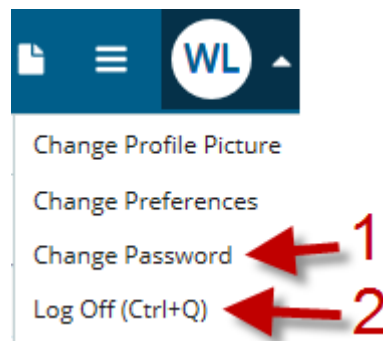 WL
Change Profile Picture
Change Preferences
Change Password 1
Log Off (Ctrl+Q) 2